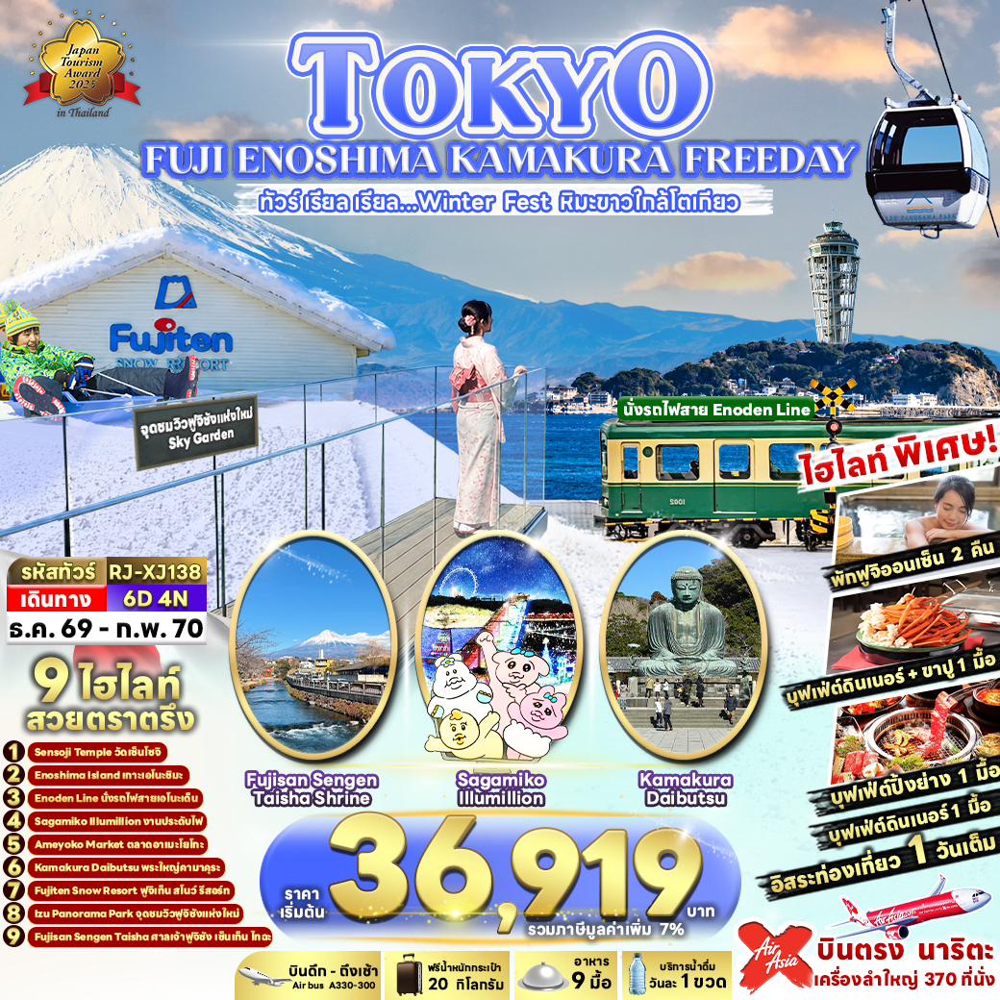 Japan
Tourism
Award
2025
in Thailand
TOKYO
FUJI ENOSHIMA KAMAKURA FREEDAY
ทัวร์ เรียล เรียล...Winter Fest หิมะขาวใกล้โตเกียว
Fujiten
SNOW RESORT
จุดชมวิวฟูจิซังแห่งใหม่
Sky Garden
นั่งรถไฟสาย Enoden Line
2001
ไฮไลท์ พิเศษ!
พักฟูจิออนเซ็น 2 คืน
บุฟเฟ่ต์ดินเนอร์ + ขาปู 1 มื้อ
บุฟเฟ่ต์ปิ้งย่าง 1 มื้อ
บุฟเฟ่ต์ดินเนอร์ 1 มื้อ
อิสระท่องเที่ยว 1 วันเต็ม
รหัสทัวร์ RJ-XJ138
เดินทาง 6D 4N
ธ.ค. 69 - ก.พ. 70
9 ไฮไลท์
สวยตราตรึง
1 Sensoji Temple วัดเซ็นโซจิ
2 Enoshima Island เกาะเอโนะชิมะ
3 Enoden Line นั่งรถไฟสายเอโนะเด็น
4 Sagamiko Illumillion งานประดับไฟ
5 Ameyoko Market ตลาดอาเมะโยโกะ
6 Kamakura Daibutsu พระใหญ่คามาคุระ
7 Fujiten Snow Resort ฟูจิเท็น สโนว์ รีสอร์ท
8 Izu Panorama Park จุดชมวิวฟูจิซังแห่งใหม่
9 Fujisan Sengen Taisha ศาลเจ้าฟูจิซัง เซ็นเก็น ไทฉะ
Fujisan Sengen
Taisha Shrine
Sagamiko
Illumillion
Kamakura
Daibutsu
ราคา
เริ่มต้น
36,919
บาท
รวมภาษีมูลค่าเพิ่ม 7%
บินดึก - ถึงเช้า
Air bus A330-300
ฟรีน้ำหนักกระเป๋า
20 กิโลกรัม
อาหาร
9 มื้อ
บริการน้ำดื่ม
วันละ 1 ขวด
Air
Asia
X
บินตรง นาริตะ
เครื่องลำใหญ่ 370 ที่นั่ง